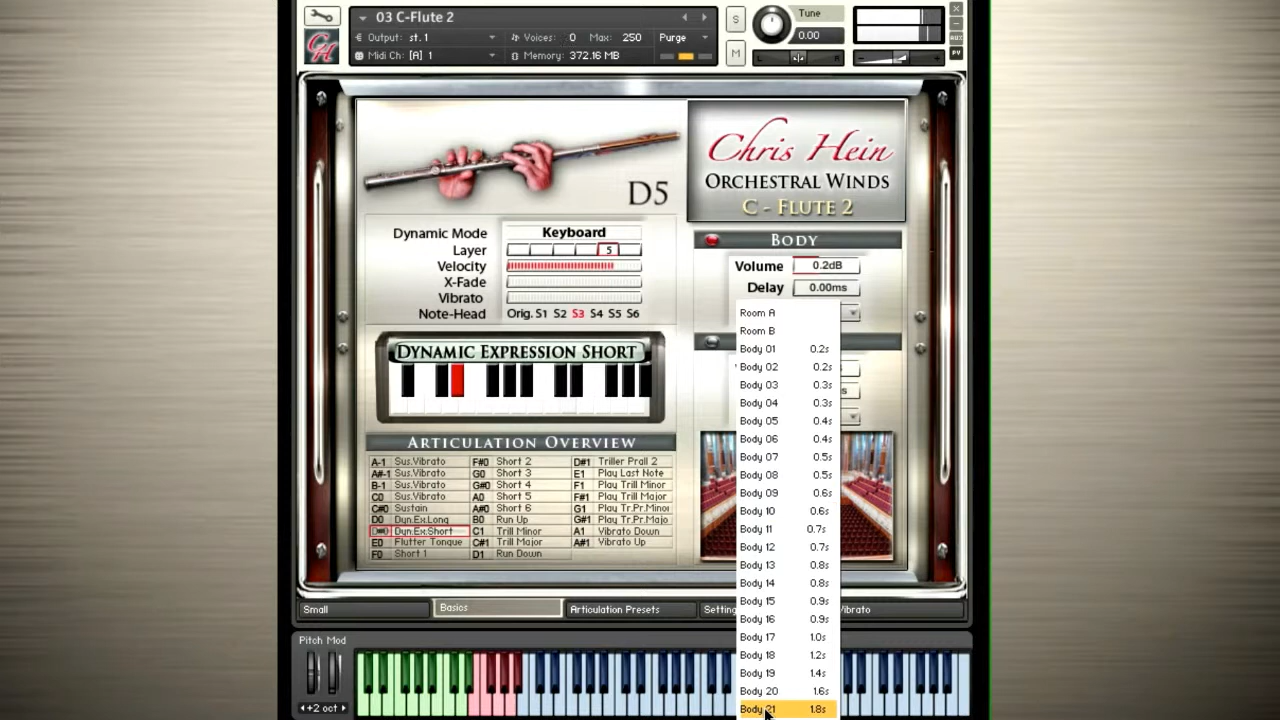 03 C-Flute 2
S
Tune
Output: st.1
Voices: 0 Max: 250
Purge
0.00
Midi Ch: [A] 1
Memory: 372.16 MB
M
L
R
AUX
PV
CH
Chris Hein
ORCHESTRAL WINDS
C - FLUTE 2
D5
Dynamic Mode Keyboard
Layer 5
Velocity
X-Fade
Vibrato
Note-Head Orig. S1 S2 S3 S4 S5 S6
BODY
Volume 0.2dB
Delay 0.00ms
DYNAMIC EXPRESSION SHORT
ARTICULATION OVERVIEW
A-1 Sus.Vibrato F#0 Short 2 D#1 Triller Prall 2
A#-1 Sus.Vibrato G0 Short 3 E1 Play Last Note
B-1 Sus.Vibrato G#0 Short 4 F1 Play Trill Minor
C0 Sus.Vibrato A0 Short 5 F#1 Play Trill Major
C#0 Sustain A#0 Short 6 G1 Play Tr.Pr.Minor
D0 Dyn.Ex.Long B0 Run Up G#1 Play Tr.Pr.Majo
D#0 Dyn.Ex.Short C1 Trill Minor A1 Vibrato Down
E0 Flutter Tongue C#1 Trill Major A#1 Vibrato Up
F0 Short 1 D1 Run Down
Room A
Room B
Body 01 0.2s
Body 02 0.2s
Body 03 0.3s
Body 04 0.3s
Body 05 0.4s
Body 06 0.4s
Body 07 0.5s
Body 08 0.5s
Body 09 0.6s
Body 10 0.6s
Body 11 0.7s
Body 12 0.7s
Body 13 0.8s
Body 14 0.8s
Body 15 0.9s
Body 16 0.9s
Body 17 1.0s
Body 18 1.2s
Body 19 1.4s
Body 20 1.6s
Body 21 1.8s
Small
Basics
Articulation Presets
Setting
Vibrato
Pitch Mod
+2 oct